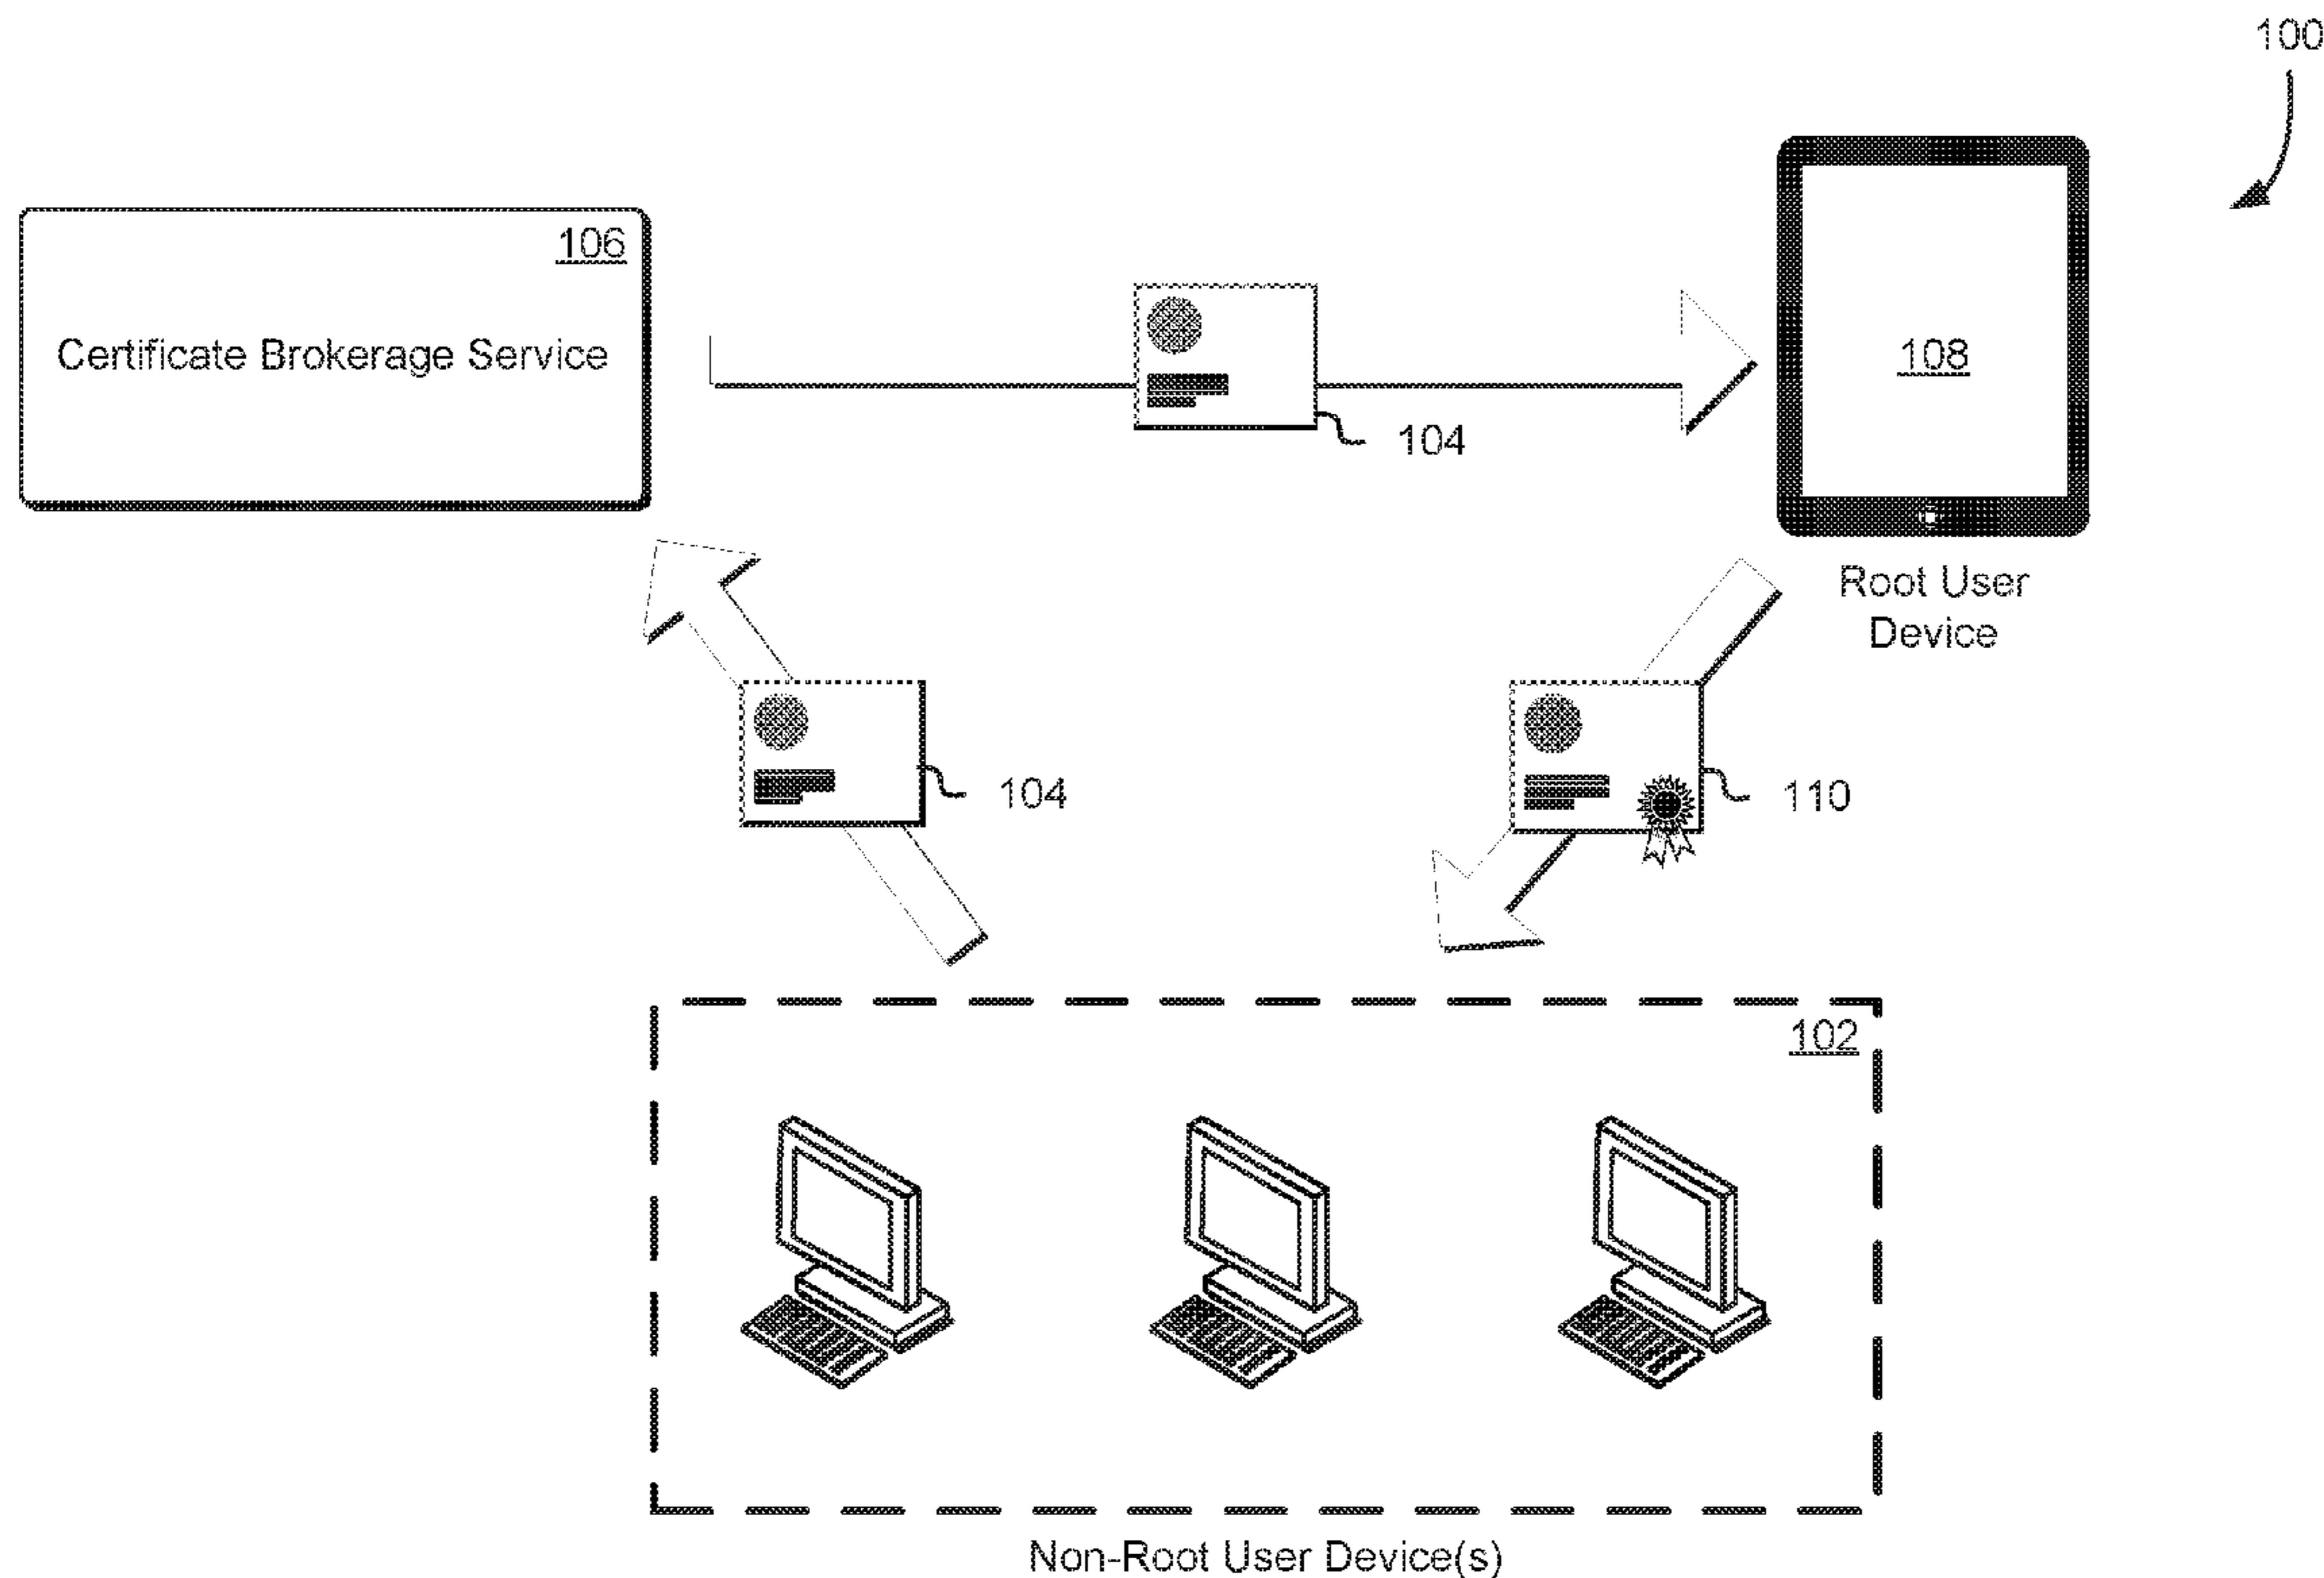 100
106
Certificate Brokerage Service
108
104
Root User
Device
104
110
102
Non-Root User Device(s)